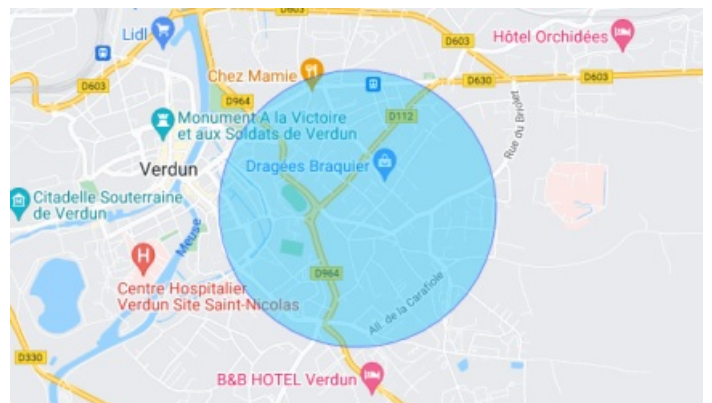 D603
Hôtel Orchidées
Lidl
Chez Mamie
D603
D630
D603
D964
D112
Monument A la Victoire
et aux Soldats de Verdun
Rue du Briolet
Verdun
Dragées Braquier
Citadelle Souterraine
de Verdun
Meuse
H
Centre Hospitalier
Verdun Site Saint-Nicolas
D964
All. de la Carafiole
D330
B&B HOTEL Verdun